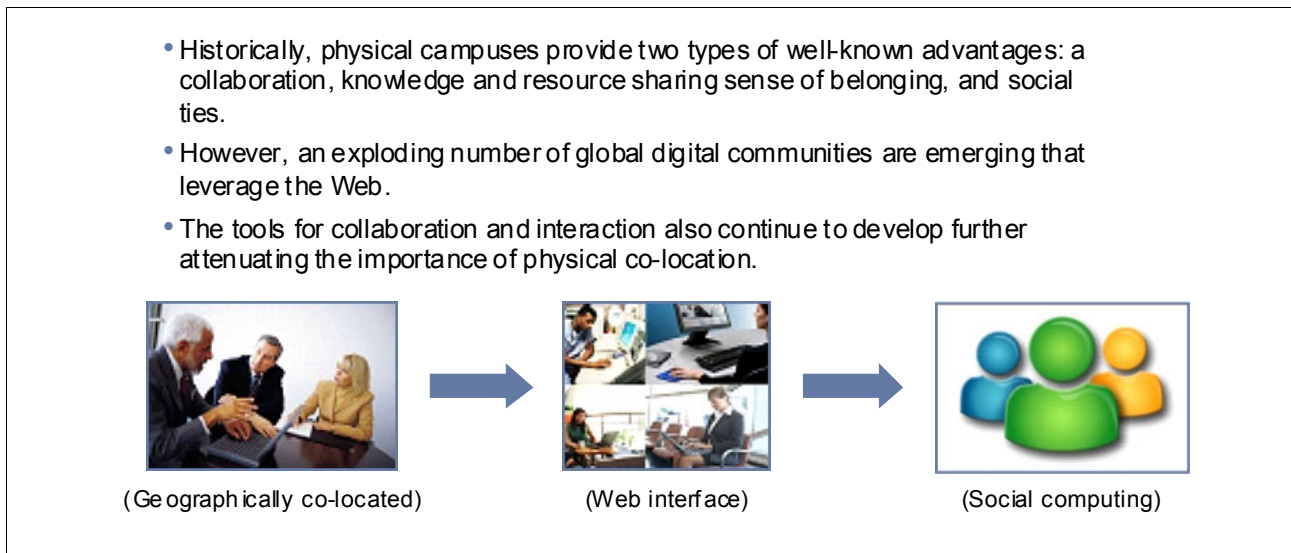 • Historically, physical campuses provide two types of well-known advantages: a
collaboration, knowledge and resource sharing sense of belonging, and social
ties.
• However, an exploding number of global digital communities are emerging that
leverage the Web.
• The tools for collaboration and interaction also continue to develop further
attenuating the importance of physical co-location.
(Geographically co-located) (Web interface) (Social computing)